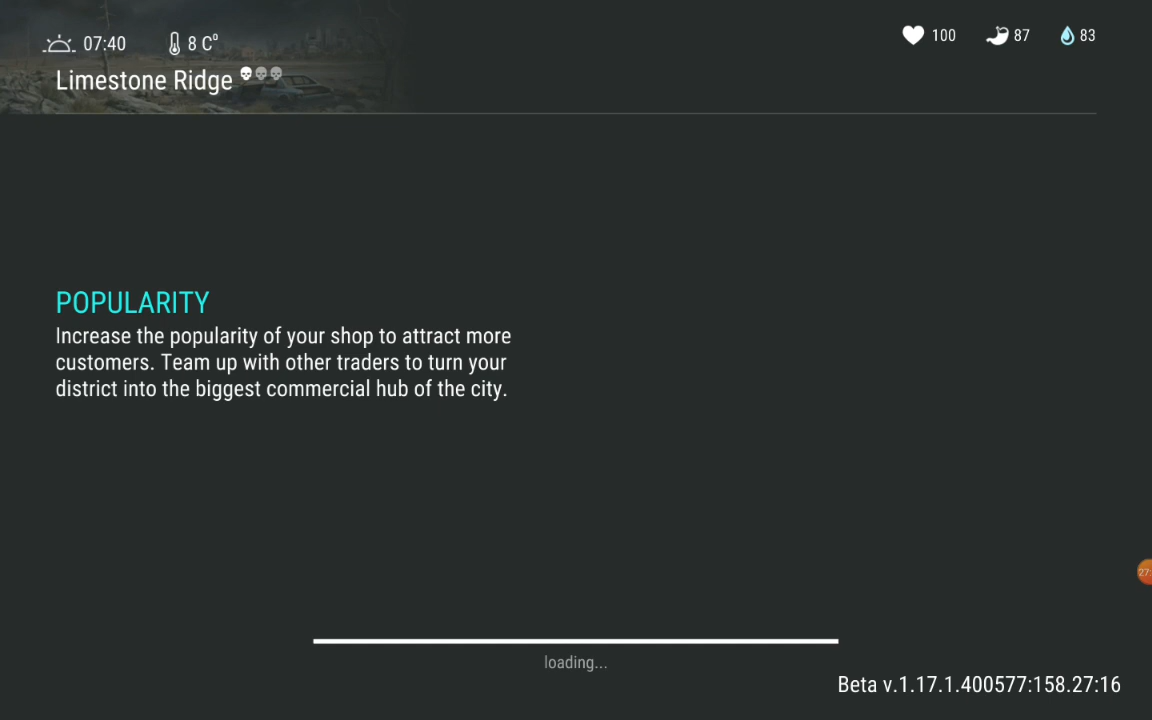 07:40 8 C°
100 87 83
Limestone Ridge
POPULARITY
Increase the popularity of your shop to attract more
customers. Team up with other traders to turn your
district into the biggest commercial hub of the city.
27:
loading...
Beta v.1.17.1.400577:158.27:16